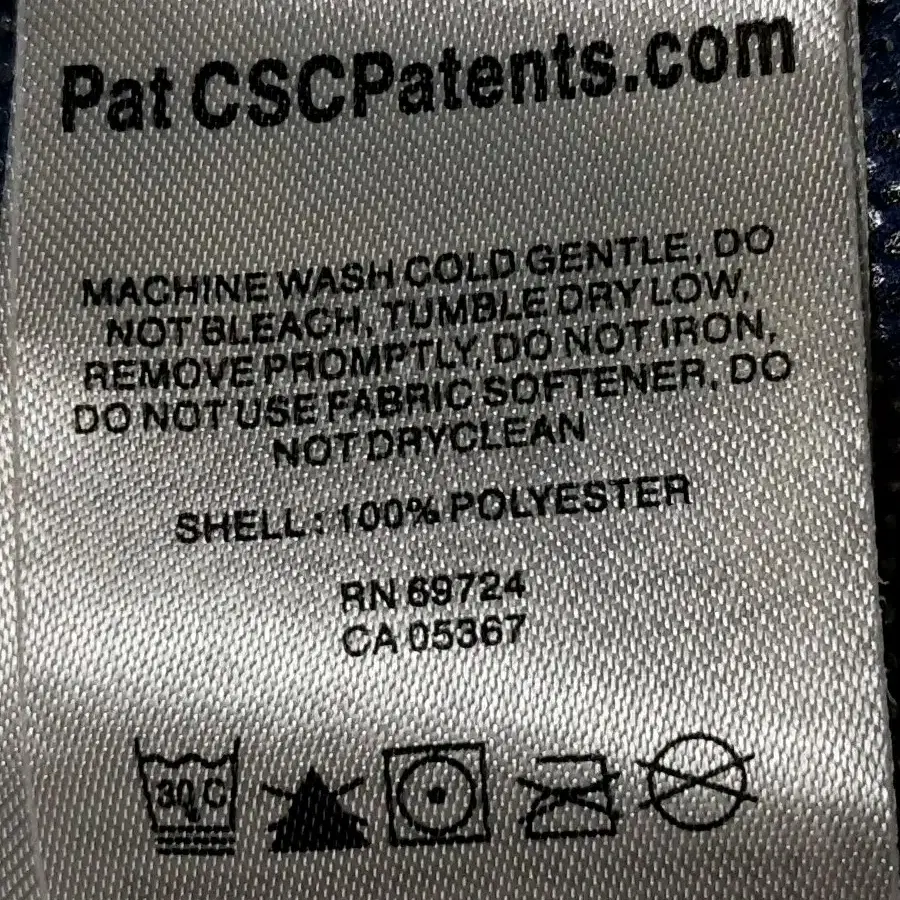 Pat CSCPatents.com
MACHINE WASH COLD GENTLE, DO
NOT BLEACH, TUMBLE DRY LOW,
REMOVE PROMPTLY, DO NOT IRON,
DO NOT USE FABRIC SOFTENER, DO
NOT DRYCLEAN
SHELL: 100% POLYESTER
RN 69724
CA 05367
30 C